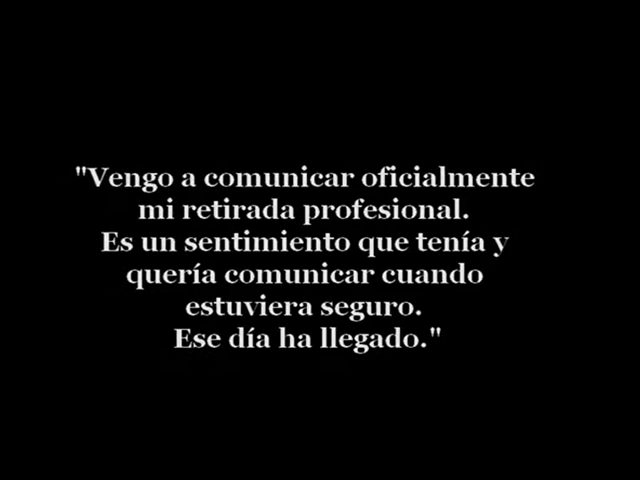 "Vengo a comunicar oficialmente
mi retirada profesional.
Es un sentimiento que tenía y
quería comunicar cuando
estuviera seguro.
Ese día ha llegado."